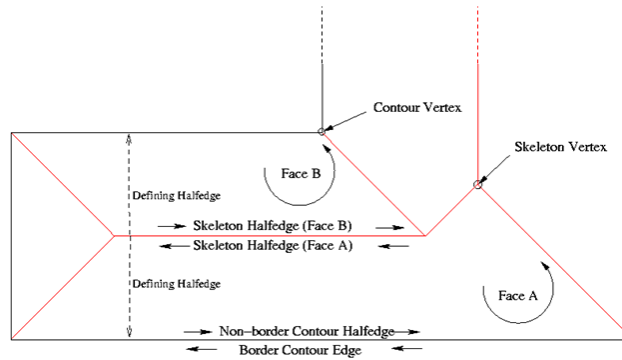 Contour Vertex
Skeleton Vertex
Face B
Defining Halfedge
Skeleton Halfedge (Face B)
Skeleton Halfedge (Face A)
Defining Halfedge
Face A
Non-border Contour Halfedge
Border Contour Edge